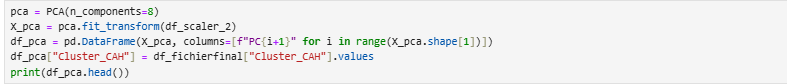 pca = PCA(n_components=8)
X_pca = pca.fit_transform(df_scaler_2)
df_pca = pd.DataFrame(X_pca, columns=[f"PC{i+1}" for i in range(X_pca.shape[1])])
df_pca["Cluster_CAH"] = df_fichierfinal["Cluster_CAH"].values
print(df_pca.head())